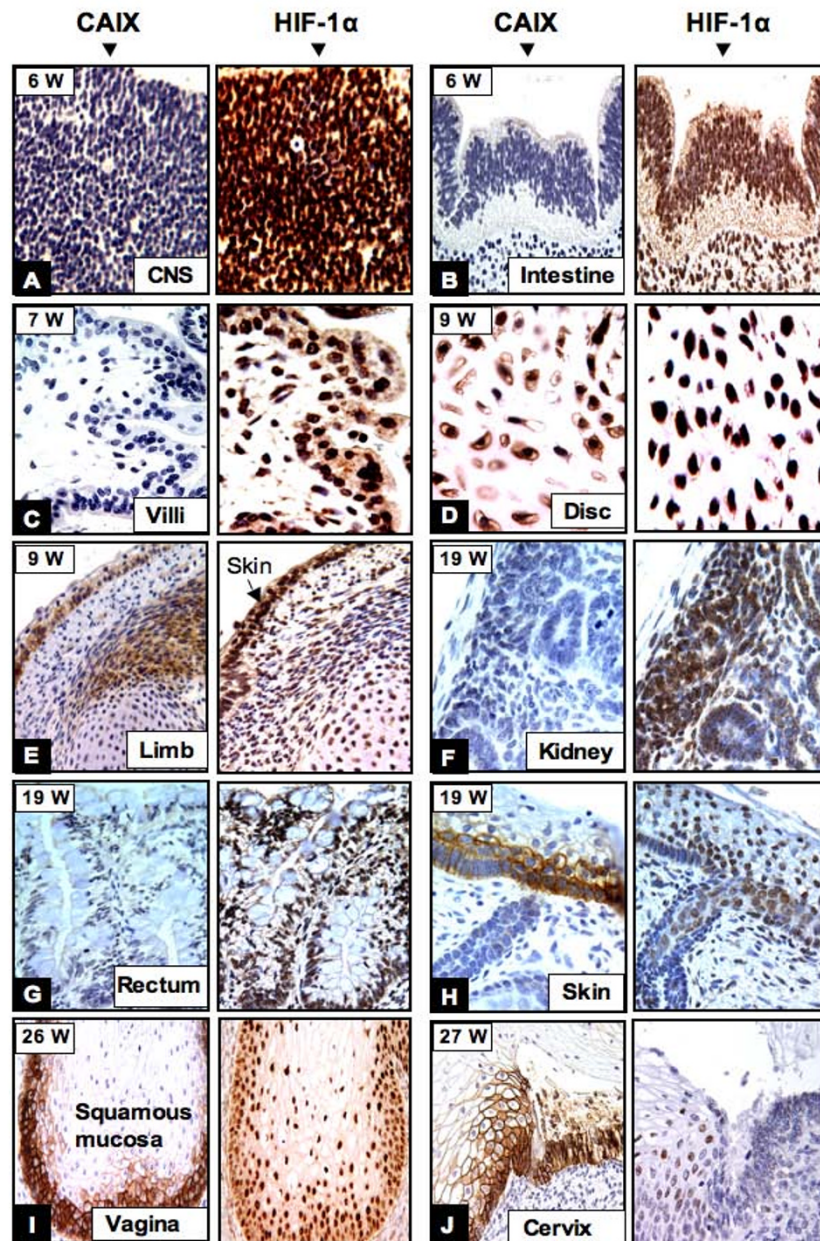 CAIX HIF-1α CAIX HIF-1α
6 W 6 W
A CNS B Intestine
7 W 9 W
C Villi D Disc
9 W Skin 19 W
E Limb F Kidney
19 W 19 W
G Rectum H Skin
26 W 27 W
Squamous
mucosa
I Vagina J Cervix